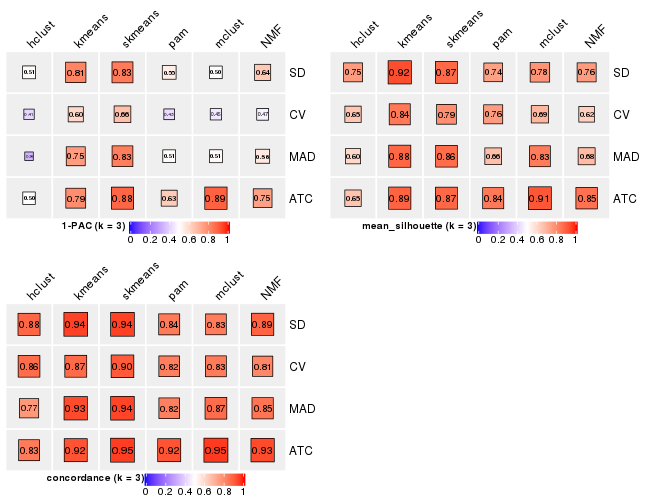 hclust kmeans skmeans pam mclust NMF
0.51 0.81 0.83 0.55 0.50 0.64 SD
0.41 0.60 0.66 0.43 0.45 0.47 CV
0.75 0.83 0.51 0.51 0.56 MAD
0.50 0.79 0.88 0.63 0.89 0.75 ATC
1-PAC (k = 3)
0 0.2 0.4 0.6 0.8 1
hclust kmeans skmeans pam mclust NMF
0.75 0.92 0.87 0.74 0.78 0.76 SD
0.65 0.84 0.79 0.76 0.69 0.62 CV
0.60 0.88 0.86 0.66 0.83 0.68 MAD
0.65 0.89 0.87 0.84 0.91 0.85 ATC
mean_silhouette (k = 3)
0 0.2 0.4 0.6 0.8 1
hclust kmeans skmeans pam mclust NMF
0.88 0.94 0.94 0.84 0.83 0.89 SD
0.86 0.87 0.90 0.82 0.83 0.81 CV
0.77 0.93 0.94 0.82 0.87 0.85 MAD
0.83 0.92 0.95 0.92 0.95 0.93 ATC
concordance (k = 3)
0 0.2 0.4 0.6 0.8 1